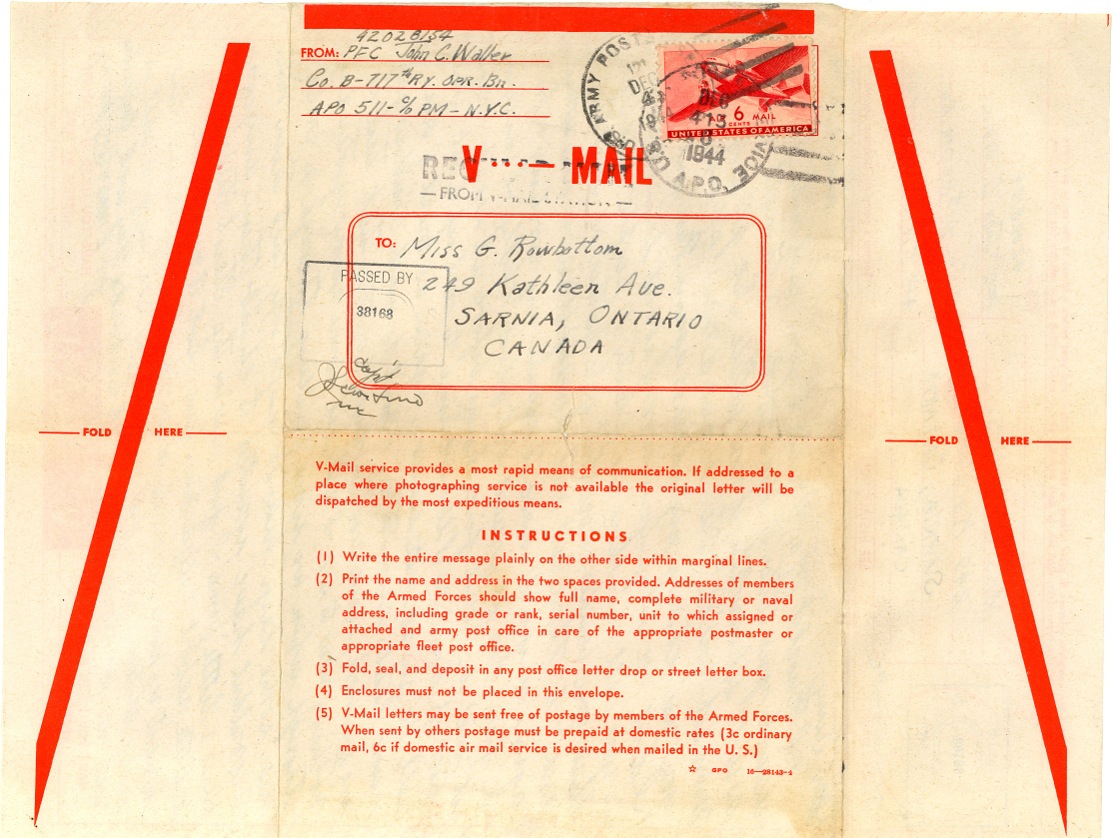 42028154
FROM: PFC John C. Walker
Co. B-717th RY. OPR. Bn.
APO 511-c/o PM-N.Y.C.
U.S. ARMY POSTAL SERVICE
A.P.O.
DEC
4
DEC
1944
AIR 6 MAIL
CENTS
UNITED STATES OF AMERICA
V···—MAIL
FROM V-MAIL STATION
TO: Miss G. Rowbottom
249 Kathleen Ave.
SARNIA, ONTARIO
CANADA
PASSED BY
38168
Capt
FOLD HERE
FOLD HERE
V-Mail service provides a most rapid means of communication. If addressed to a
place where photographing service is not available the original letter will be
dispatched by the most expeditious means.
INSTRUCTIONS
(1) Write the entire message plainly on the other side within marginal lines.
(2) Print the name and address in the two spaces provided. Addresses of members
of the Armed Forces should show full name, complete military or naval
address, including grade or rank, serial number, unit to which assigned or
attached and army post office in care of the appropriate postmaster or
appropriate fleet post office.
(3) Fold, seal, and deposit in any post office letter drop or street letter box.
(4) Enclosures must not be placed in this envelope.
(5) V-Mail letters may be sent free of postage by members of the Armed Forces.
When sent by others postage must be prepaid at domestic rates (3c ordinary
mail, 6c if domestic air mail service is desired when mailed in the U. S.)
☆ GPO 16—28143-4